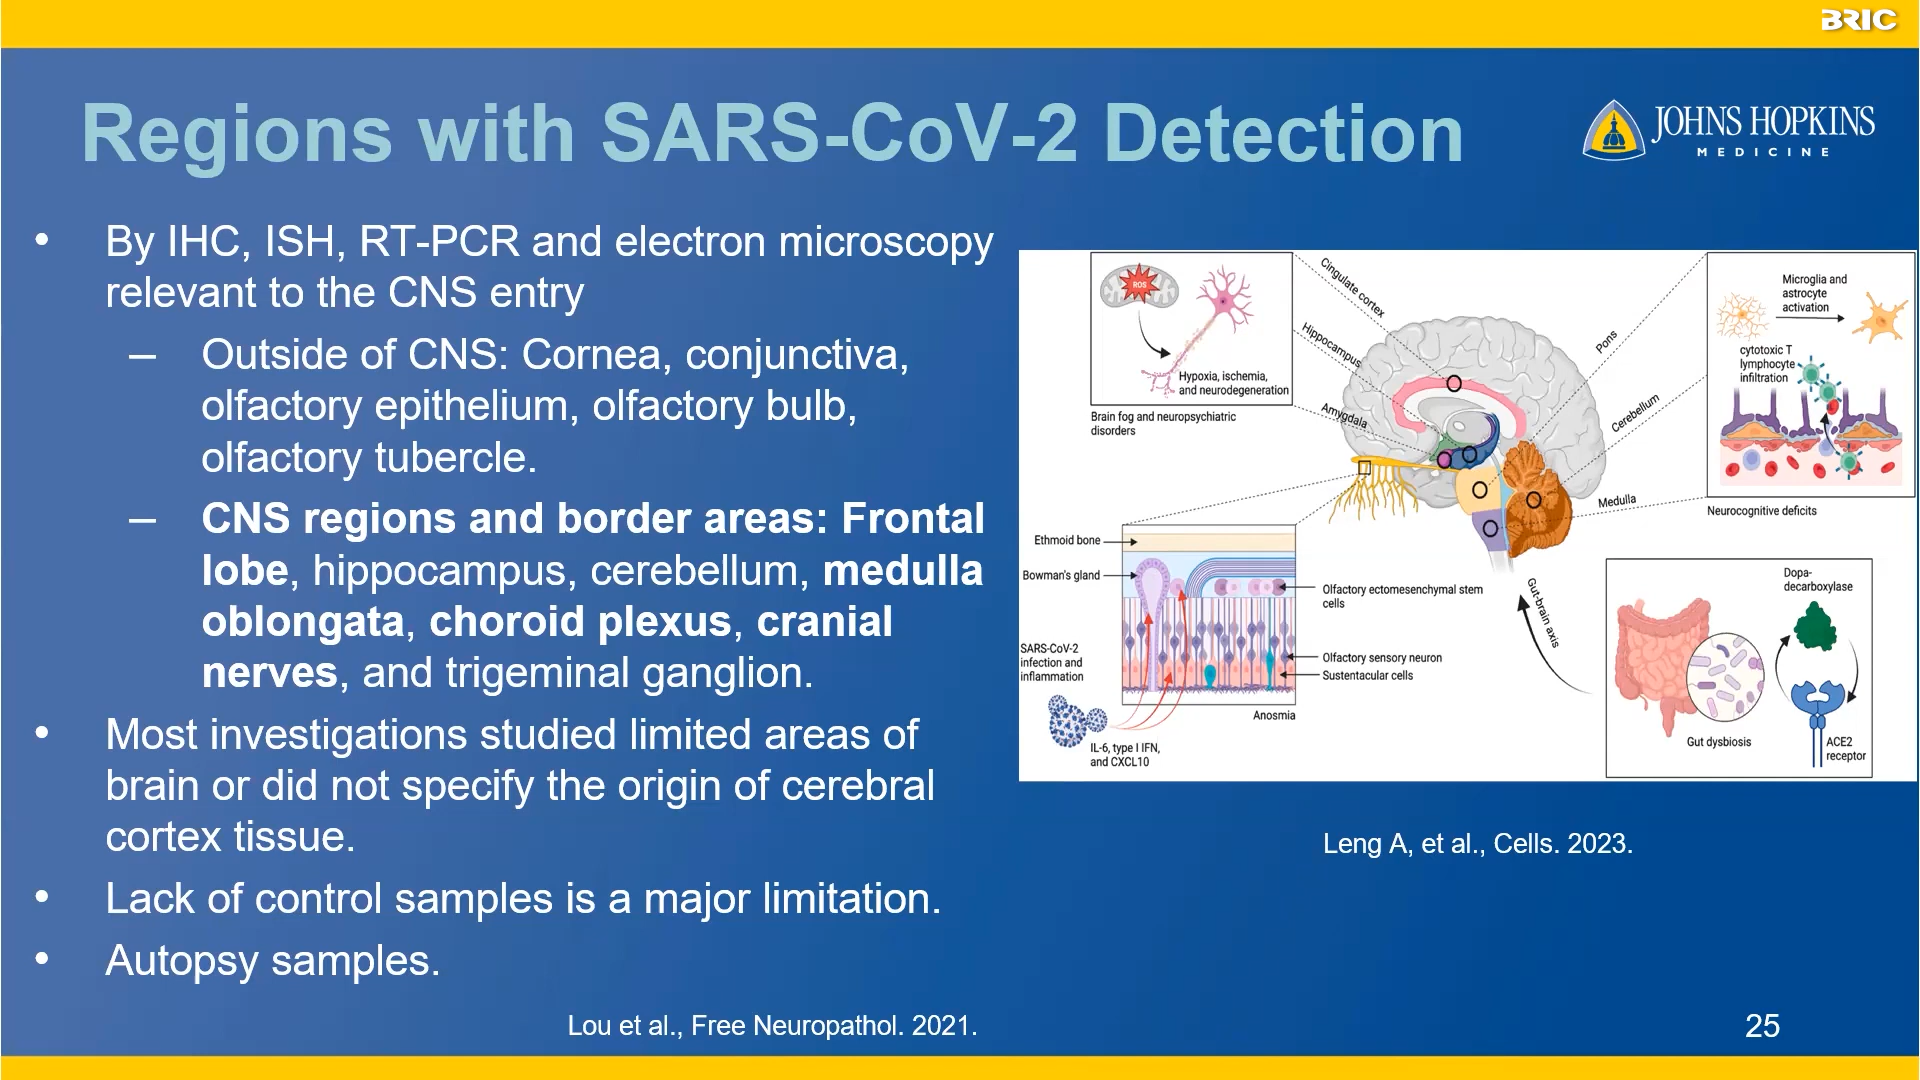 BRIC
Regions with SARS-CoV-2 Detection
JOHNS HOPKINS
MEDICINE
• By IHC, ISH, RT-PCR and electron microscopy
relevant to the CNS entry
– Outside of CNS: Cornea, conjunctiva,
olfactory epithelium, olfactory bulb,
olfactory tubercle.
– CNS regions and border areas: Frontal
lobe, hippocampus, cerebellum, medulla
oblongata, choroid plexus, cranial
nerves, and trigeminal ganglion.
• Most investigations studied limited areas of
brain or did not specify the origin of cerebral
cortex tissue.
• Lack of control samples is a major limitation.
• Autopsy samples.
Lou et al., Free Neuropathol. 2021.
ROS
Hypoxia, ischemia,
and neurodegeneration
Brain fog and neuropsychiatric
disorders
Cingulate cortex
Hippocampus
Amygdala
Pons
Cerebellum
Medulla
Microglia and
astrocyte
activation
cytotoxic T
lymphocyte
infiltration
Neurocognitive deficits
Ethmoid bone
Bowman's gland
SARS-CoV-2
infection and
inflammation
IL-6, type I IFN,
and CXCL10
Olfactory ectomesenchymal stem
cells
Olfactory sensory neuron
Sustentacular cells
Anosmia
Gut-brain axis
Dopa-
decarboxylase
Gut dysbiosis
ACE2
receptor
Leng A, et al., Cells. 2023.
25